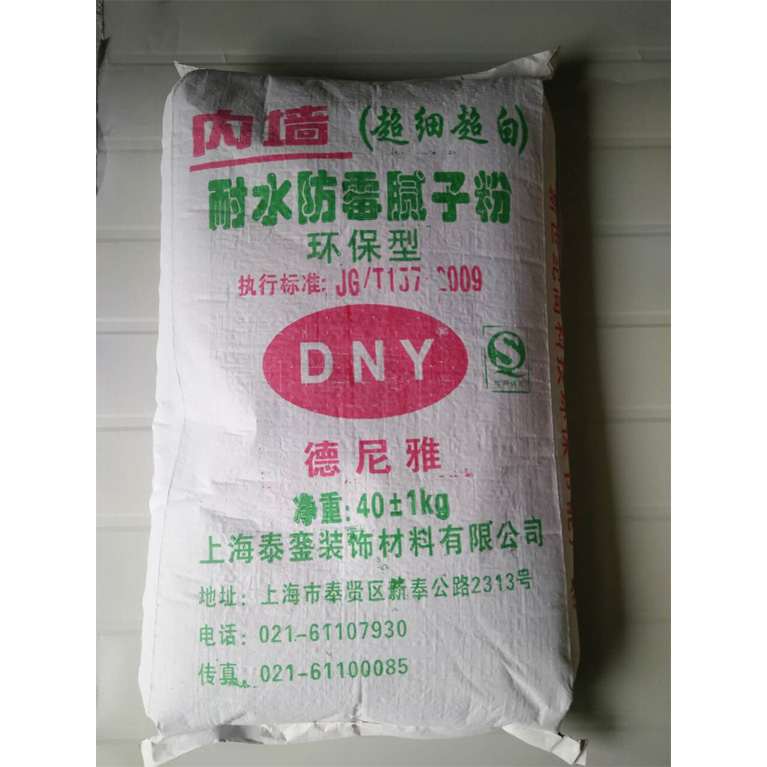 内墙 (超细超白)
耐水防霉腻子粉
环保型
执行标准: JG/T1J7 2009
DNY
德尼雅
净重: 40±1kg
上海泰銮装饰材料有限公司
地址: 上海市奉贤区航泰公路2313号
电话: 021-61107930
传真: 021-61100085